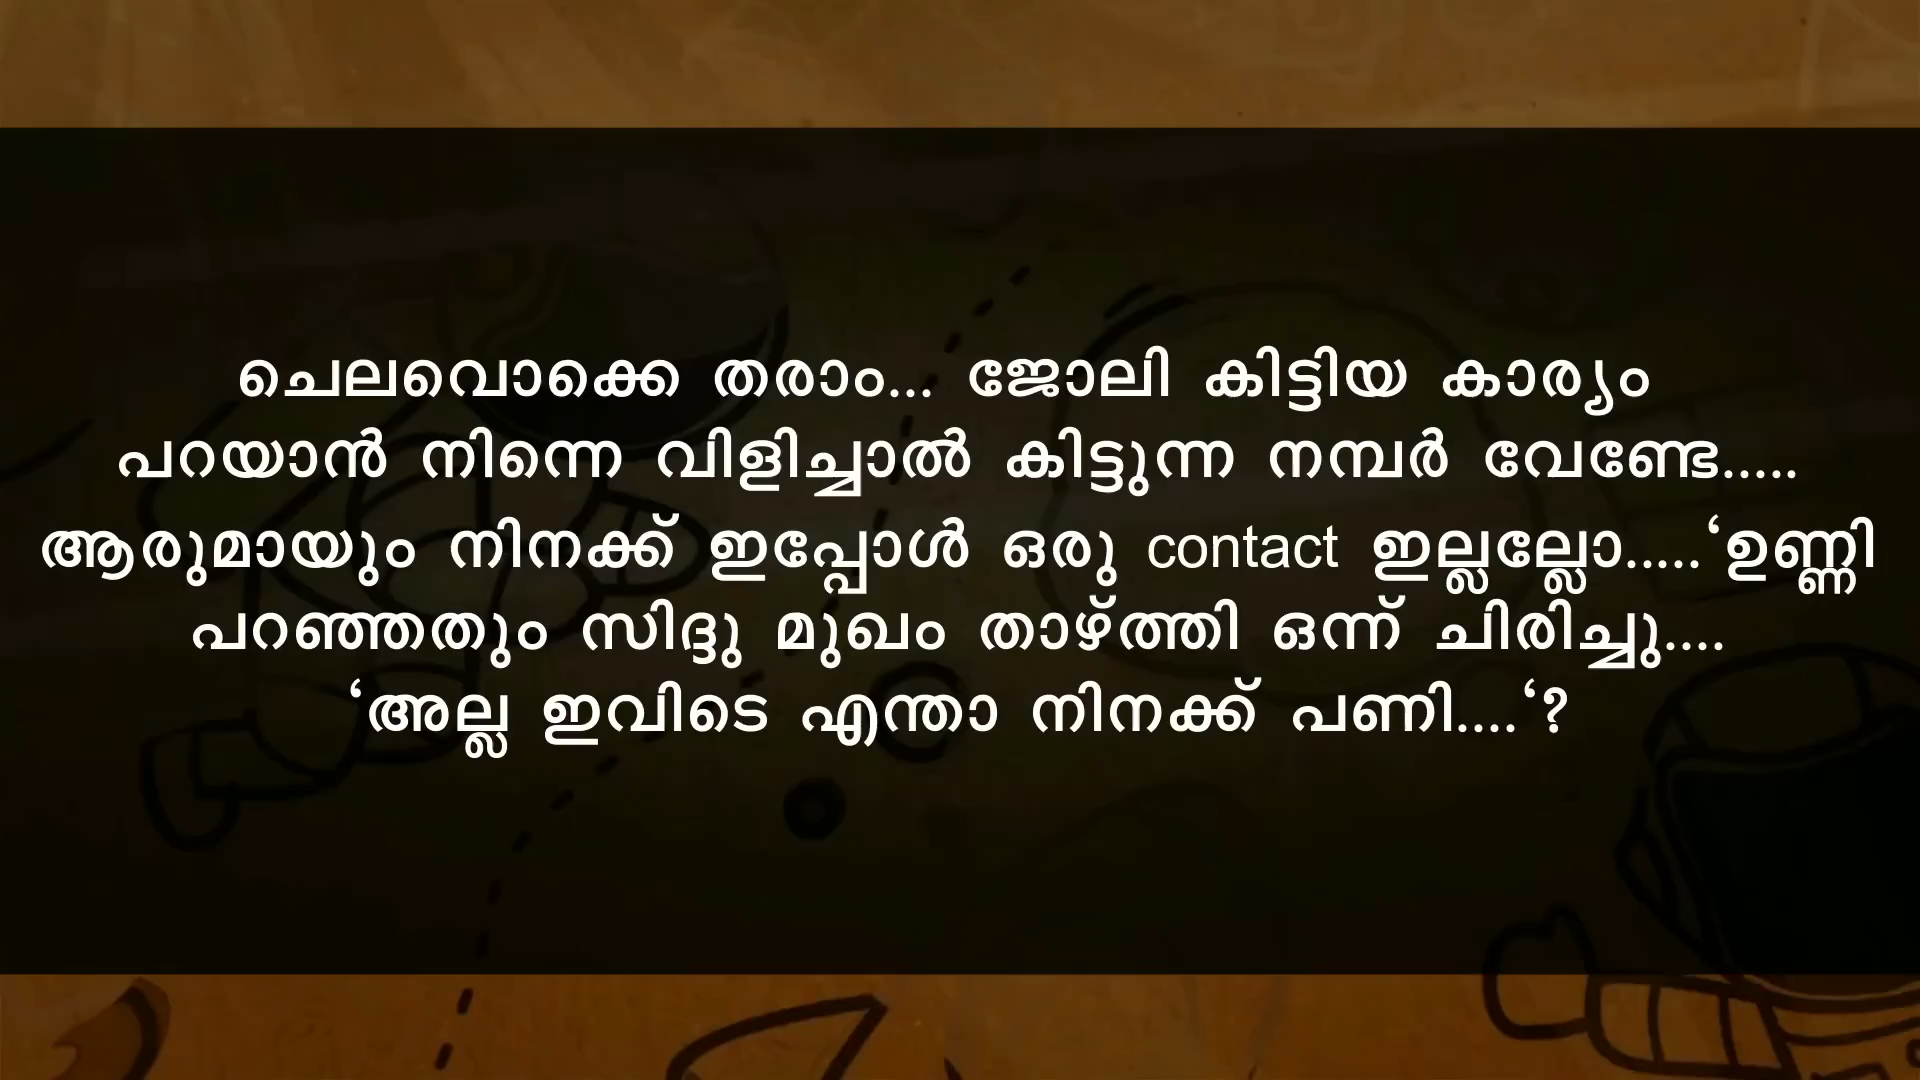 ചെലവൊക്കെ തരാം... ജോലി കിട്ടിയ കാര്യം
പറയാൻ നിന്നെ വിളിച്ചാൽ കിട്ടുന്ന നമ്പർ വേണ്ടേ.....
ആരുമായും നിനക്ക് ഇപ്പോൾ ഒരു contact ഇല്ലല്ലോ.....‘ഉണ്ണി
പറഞ്ഞതും സിദ്ദു മുഖം താഴ്ത്തി ഒന്ന് ചിരിച്ചു....
‘അല്ല ഇവിടെ എന്താ നിനക്ക് പണി....‘?